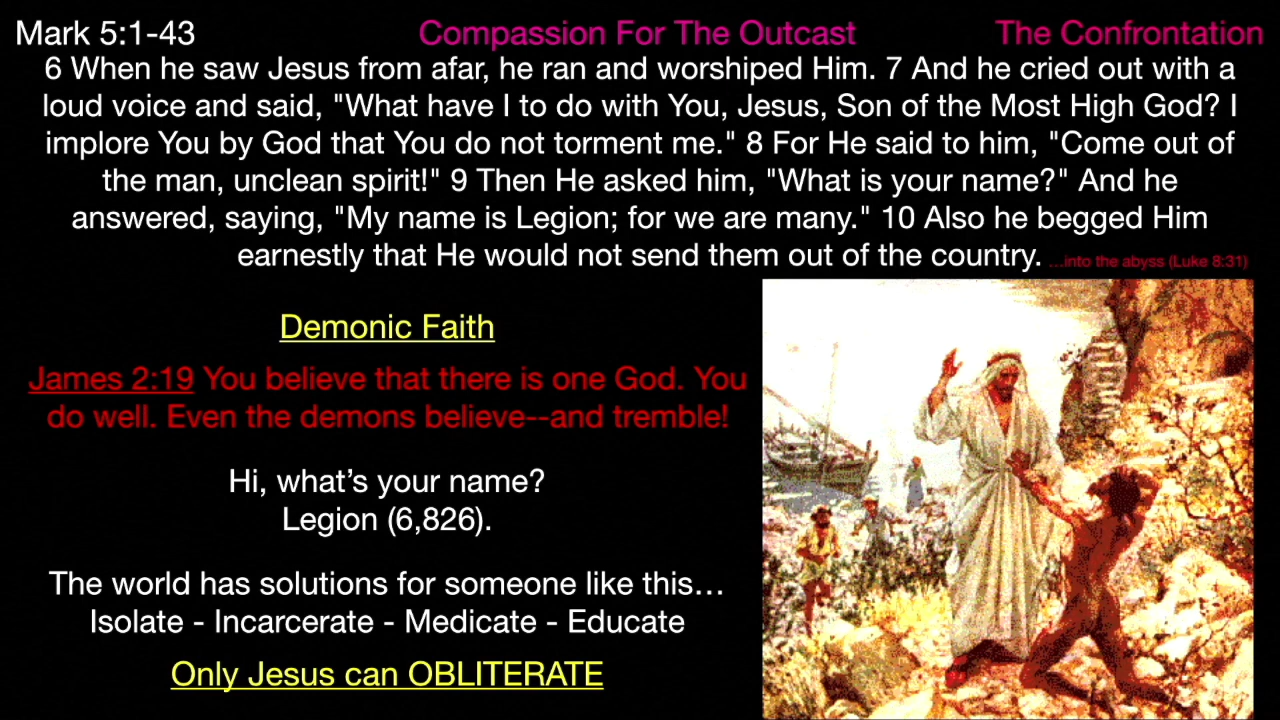 Mark 5:1-43 Compassion For The Outcast The Confrontation
6 When he saw Jesus from afar, he ran and worshiped Him. 7 And he cried out with a
loud voice and said, "What have I to do with You, Jesus, Son of the Most High God? I
implore You by God that You do not torment me." 8 For He said to him, "Come out of
the man, unclean spirit!" 9 Then He asked him, "What is your name?" And he
answered, saying, "My name is Legion; for we are many." 10 Also he begged Him
earnestly that He would not send them out of the country. ...into the abyss (Luke 8:31)
Demonic Faith
James 2:19 You believe that there is one God. You
do well. Even the demons believe--and tremble!
Hi, what’s your name?
Legion (6,826).
The world has solutions for someone like this…
Isolate - Incarcerate - Medicate - Educate
Only Jesus can OBLITERATE